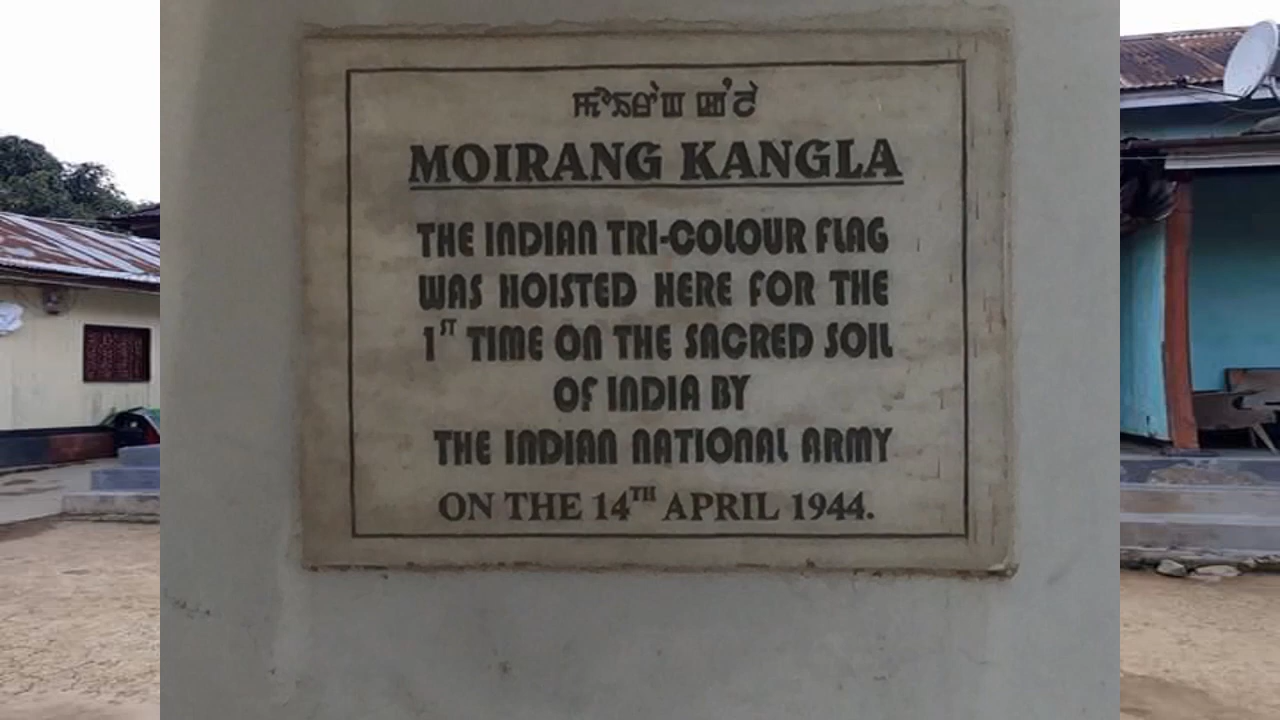 MOIRANG KANGLA
THE INDIAN TRI-COLOUR FLAG
WAS HOISTED HERE FOR THE
1ST TIME ON THE SACRED SOIL
OF INDIA BY
THE INDIAN NATIONAL ARMY
ON THE 14TH APRIL 1944.